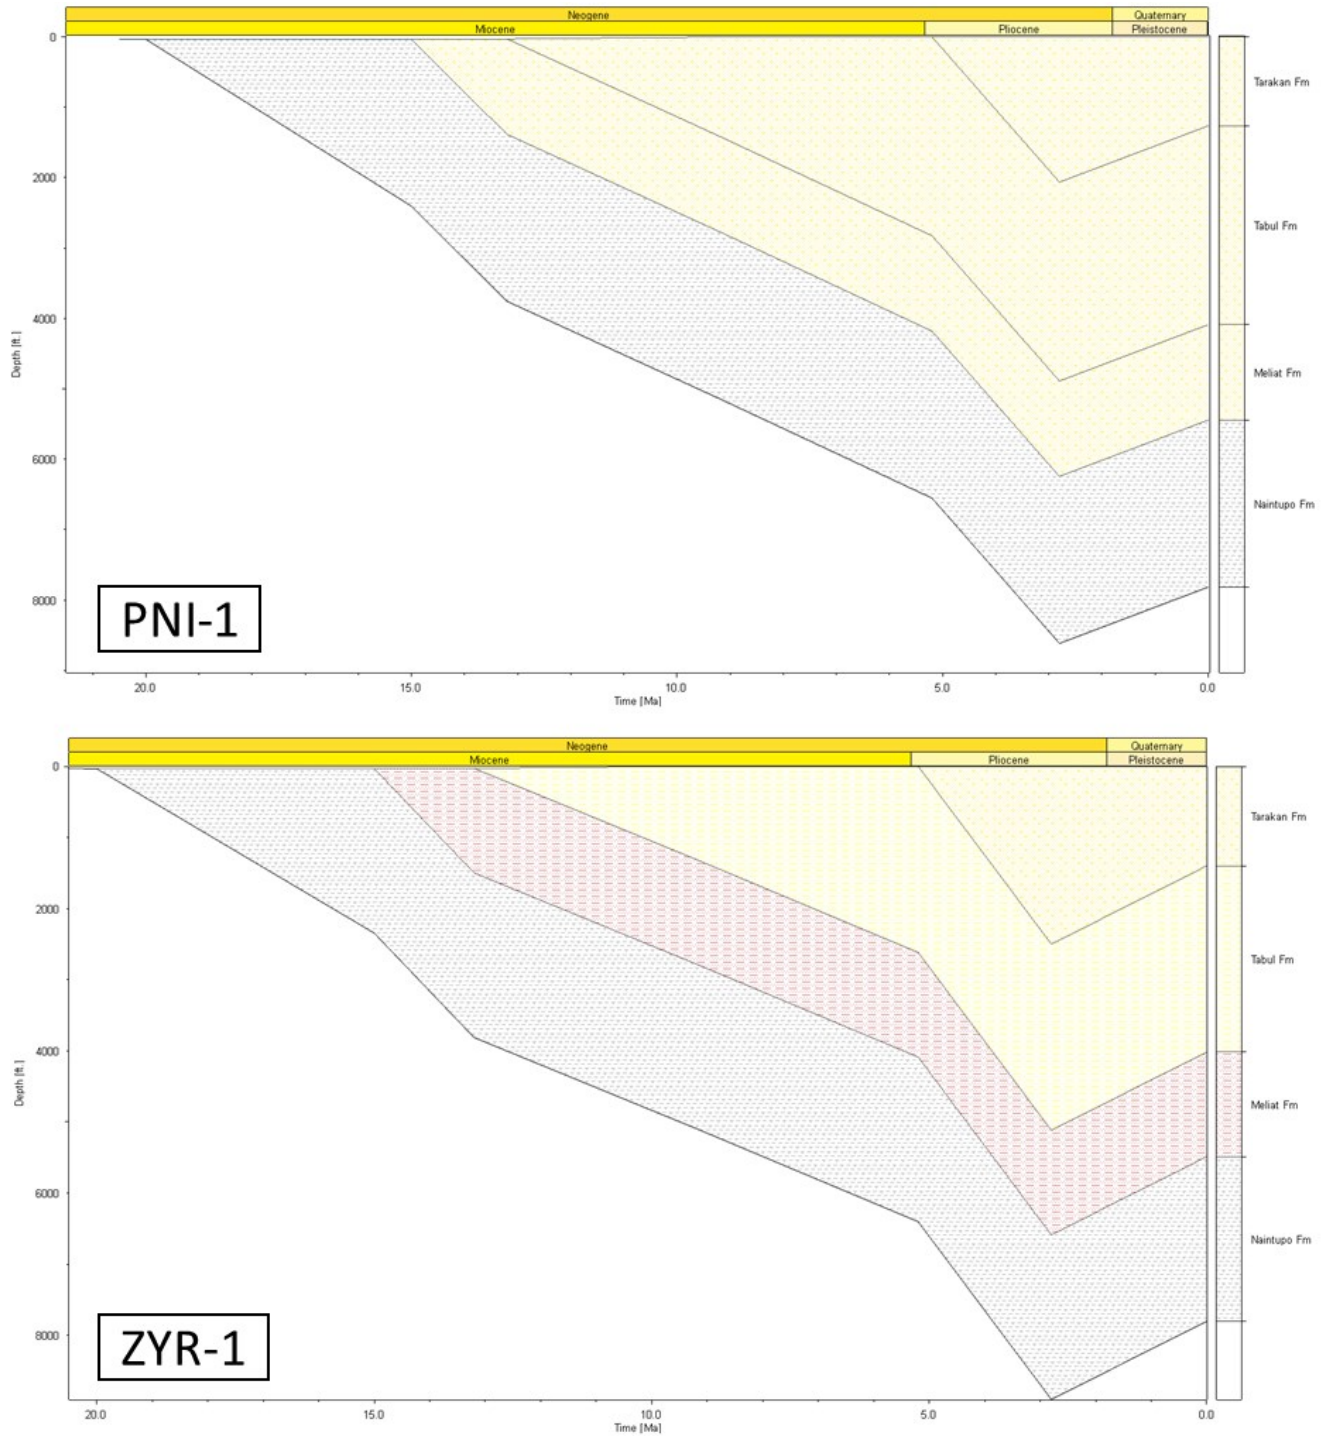 Neogene Quaternary
Miocene Pliocene Pleistocene
0
Tarakan Fm
2000
Tabul Fm
4000
Depth [ft.]
Meliat Fm
6000
Naintupo Fm
8000
PNI-1
20.0 15.0 10.0 5.0 0.0
Time [Ma]
Neogene Quaternary
Miocene Pliocene Pleistocene
0
Tarakan Fm
2000
Tabul Fm
4000
Depth [ft.]
Meliat Fm
6000
Naintupo Fm
8000
ZYR-1
20.0 15.0 10.0 5.0 0.0
Time [Ma]